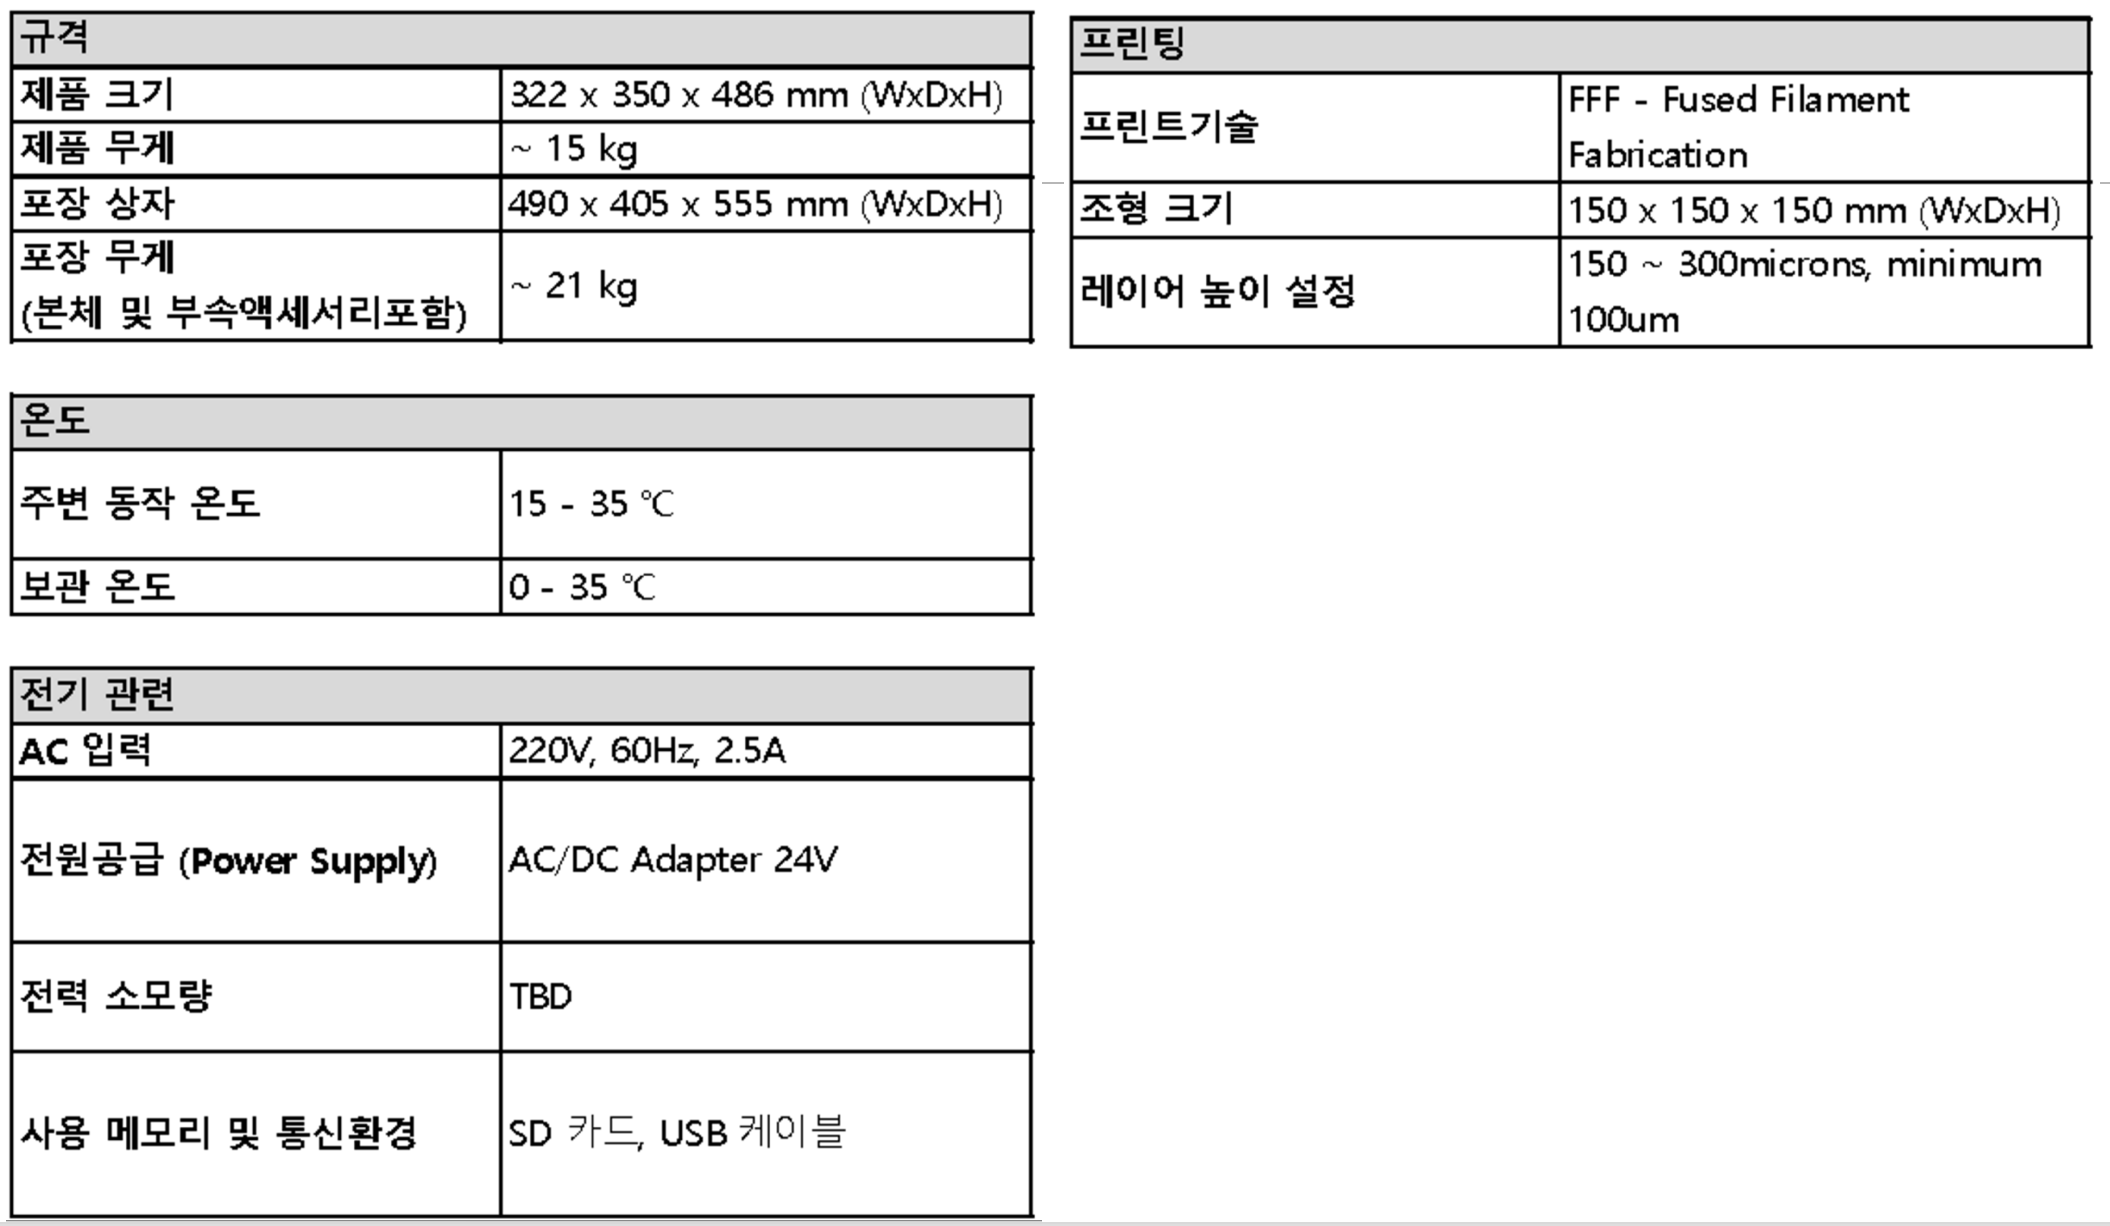 규격
제품 크기 322 x 350 x 486 mm (WxDxH)
제품 무게 ~ 15 kg
포장 상자 490 x 405 x 555 mm (WxDxH)
포장 무게
(본체 및 부속액세서리포함) ~ 21 kg
온도
주변 동작 온도 15 - 35 ℃
보관 온도 0 - 35 ℃
전기 관련
AC 입력 220V, 60Hz, 2.5A
전원공급 (Power Supply) AC/DC Adapter 24V
전력 소모량 TBD
사용 메모리 및 통신환경 SD 카드, USB 케이블
프린팅
프린트기술 FFF - Fused Filament
Fabrication
조형 크기 150 x 150 x 150 mm (WxDxH)
레이어 높이 설정 150 ~ 300microns, minimum
100um